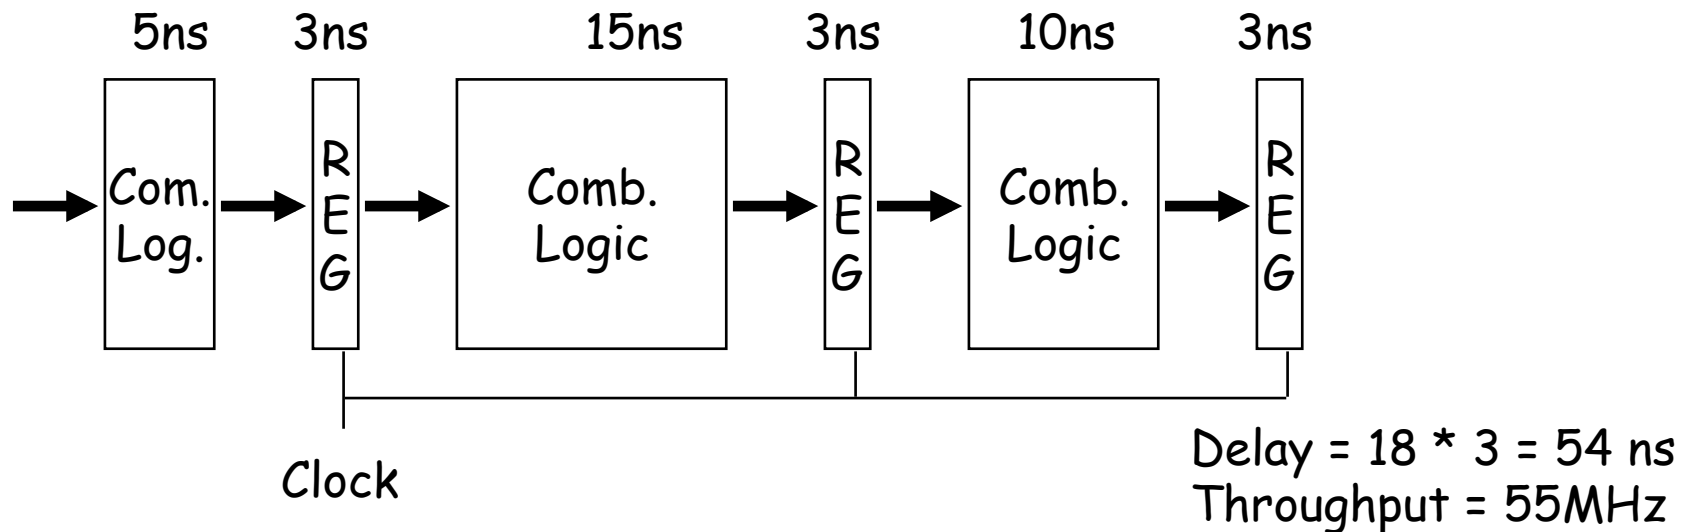 5ns 3ns 15ns 3ns 10ns 3ns
Com.
Log.
R
E
G
Comb.
Logic
R
E
G
Comb.
Logic
R
E
G
Clock
Delay = 18 * 3 = 54 ns
Throughput = 55MHz